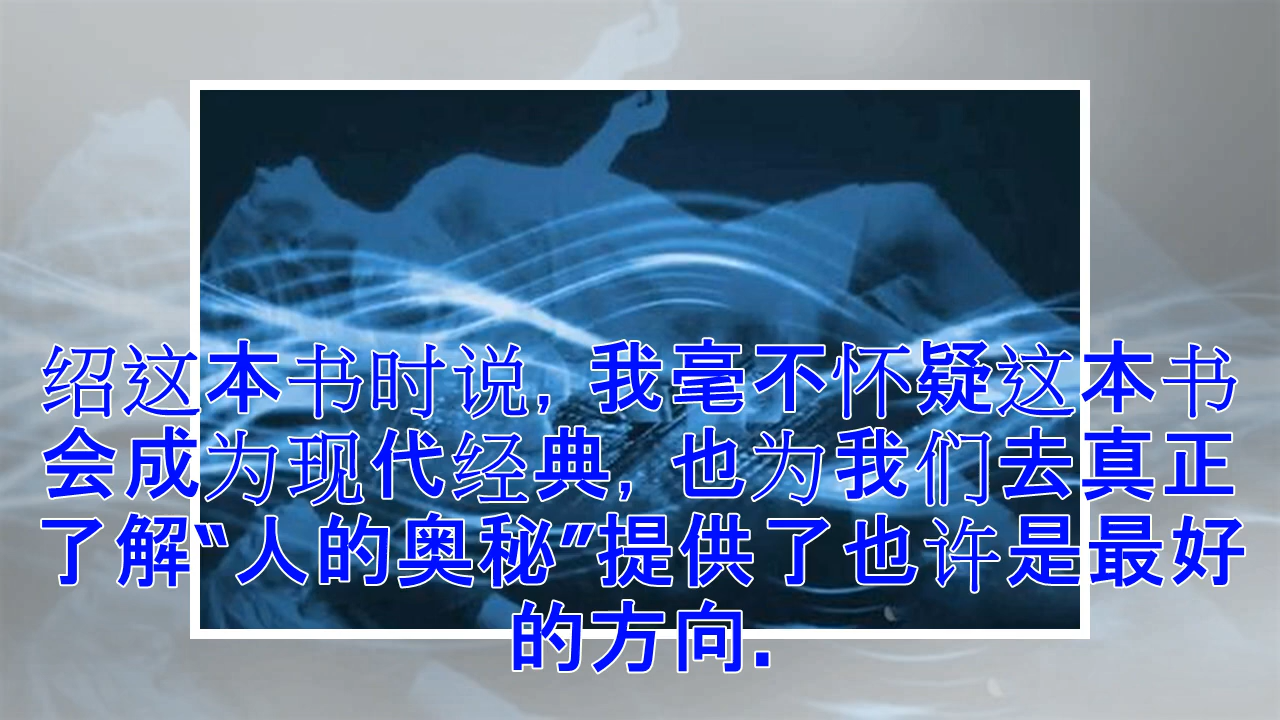 绍这本书时说, 我毫不怀疑这本书
会成为现代经典, 也为我们去真正
了解“人的奥秘”提供了也许是最好
的方向.